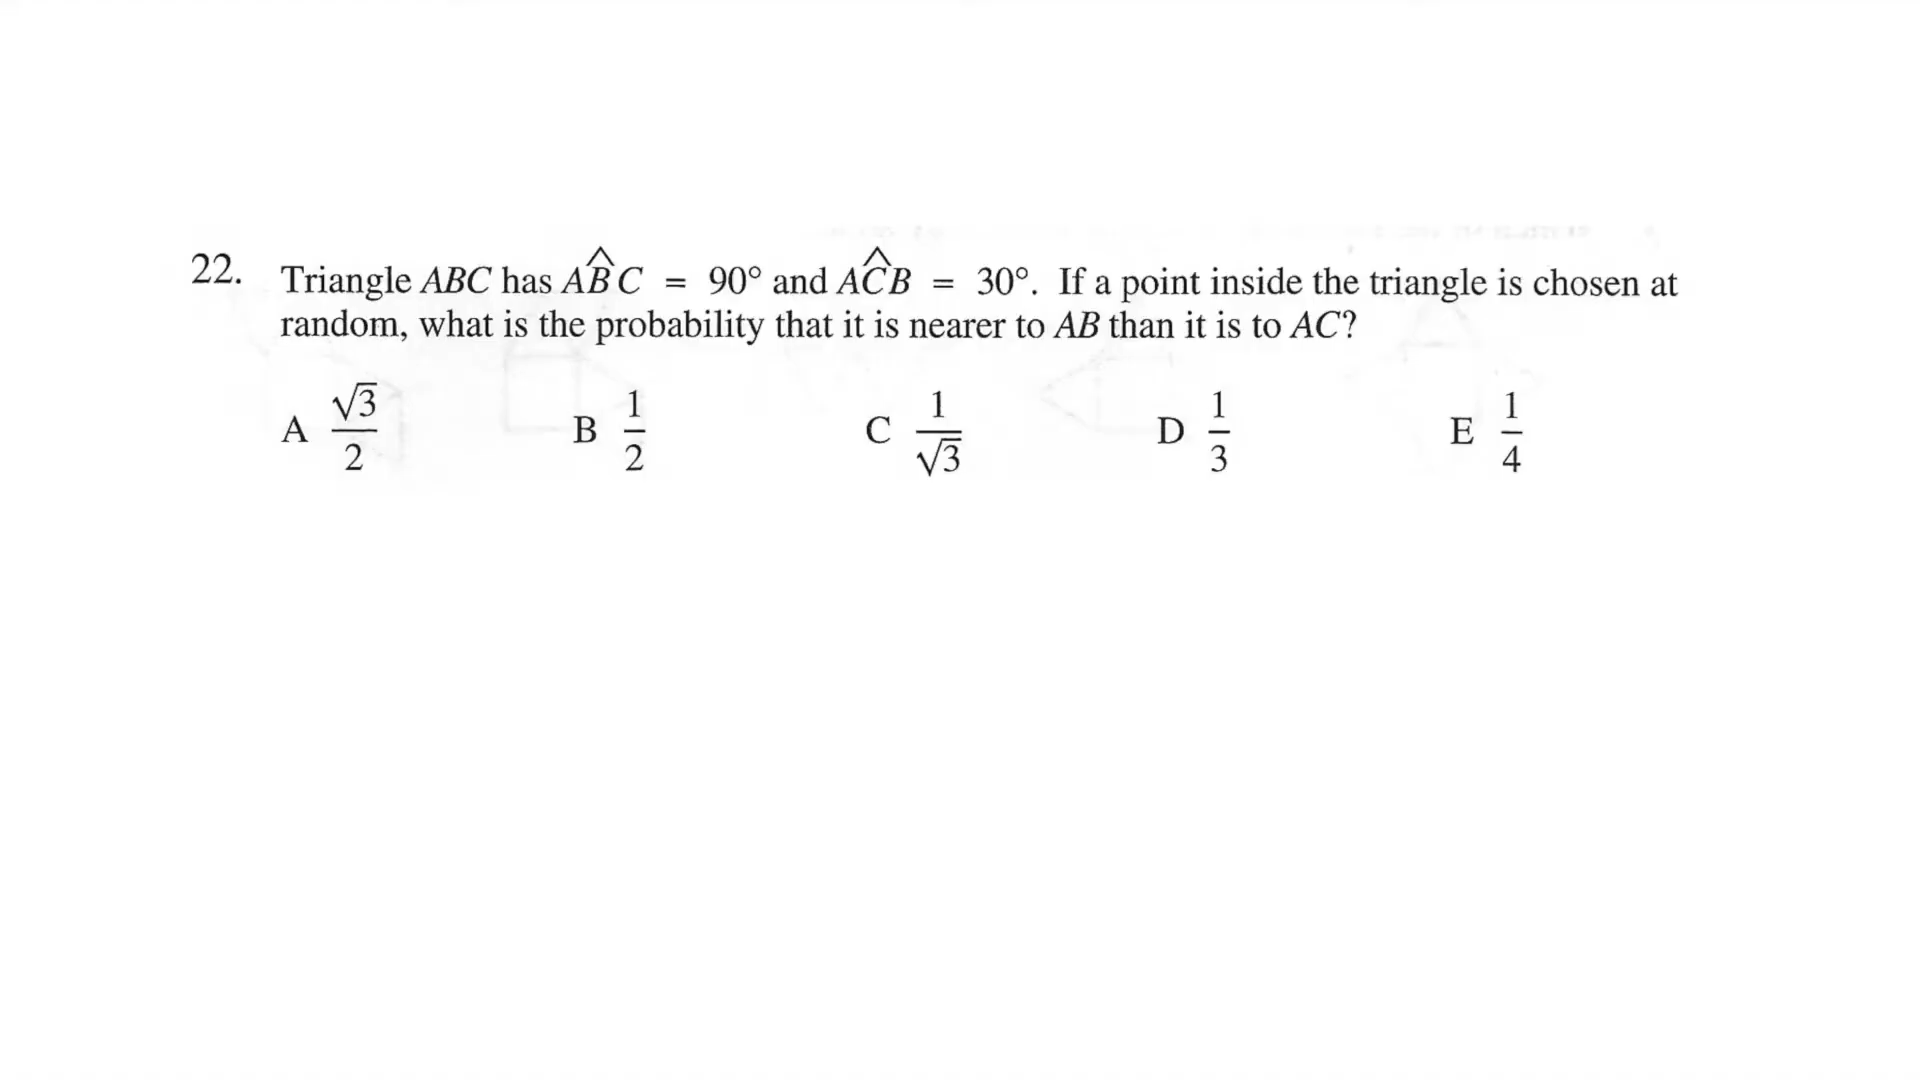 22. Triangle ABC has AB̂C = 90° and AĈB = 30°. If a point inside the triangle is chosen at
random, what is the probability that it is nearer to AB than it is to AC?
A √3/2 B 1/2 C 1/√3 D 1/3 E 1/4